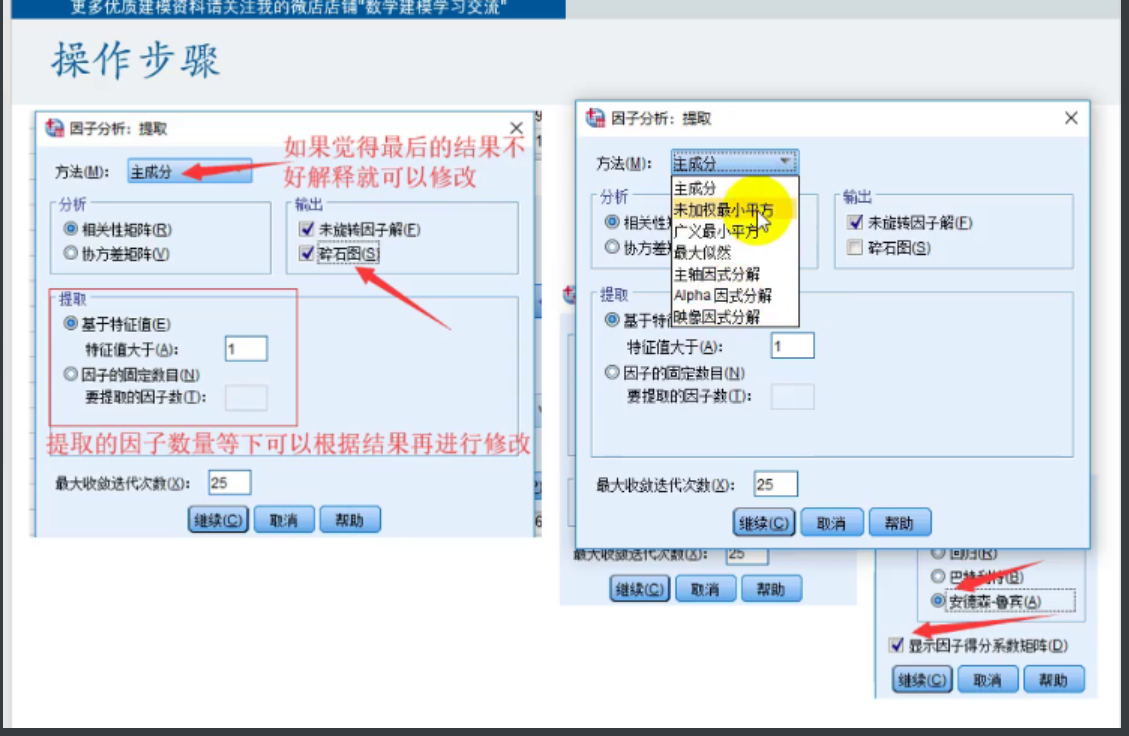 更多优质建模资料请关注我的微店店铺"数学建模学习交流"
操作步骤
因子分析：提取
如果觉得最后的结果不
好解释就可以修改
方法(M)： 主成分
分析
相关性矩阵(R)
协方差矩阵(V)
输出
未旋转因子解(F)
碎石图(S)
提取
基于特征值(E)
特征值大于(A)： 1
因子的固定数目(N)
要提取的因子数(T)：
提取的因子数量等下可以根据结果再进行修改
最大收敛迭代次数(X)： 25
继续(C) 取消 帮助
因子分析：提取
方法(M)： 主成分
主成分
未加权最小平方
广义最小平方
最大似然
主轴因式分解
Alpha 因式分解
映像因式分解
分析
相关性
协方差
输出
未旋转因子解(F)
碎石图(S)
提取
基于特
特征值大于(A)： 1
因子的固定数目(N)
要提取的因子数(T)：
最大收敛迭代次数(X)： 25
继续(C) 取消 帮助
最大收敛迭代次数(X)： 25
继续(C) 取消 帮助
回归(R)
巴特利特(B)
安德森-鲁宾(A)
显示因子得分系数矩阵(D)
继续(C) 取消 帮助